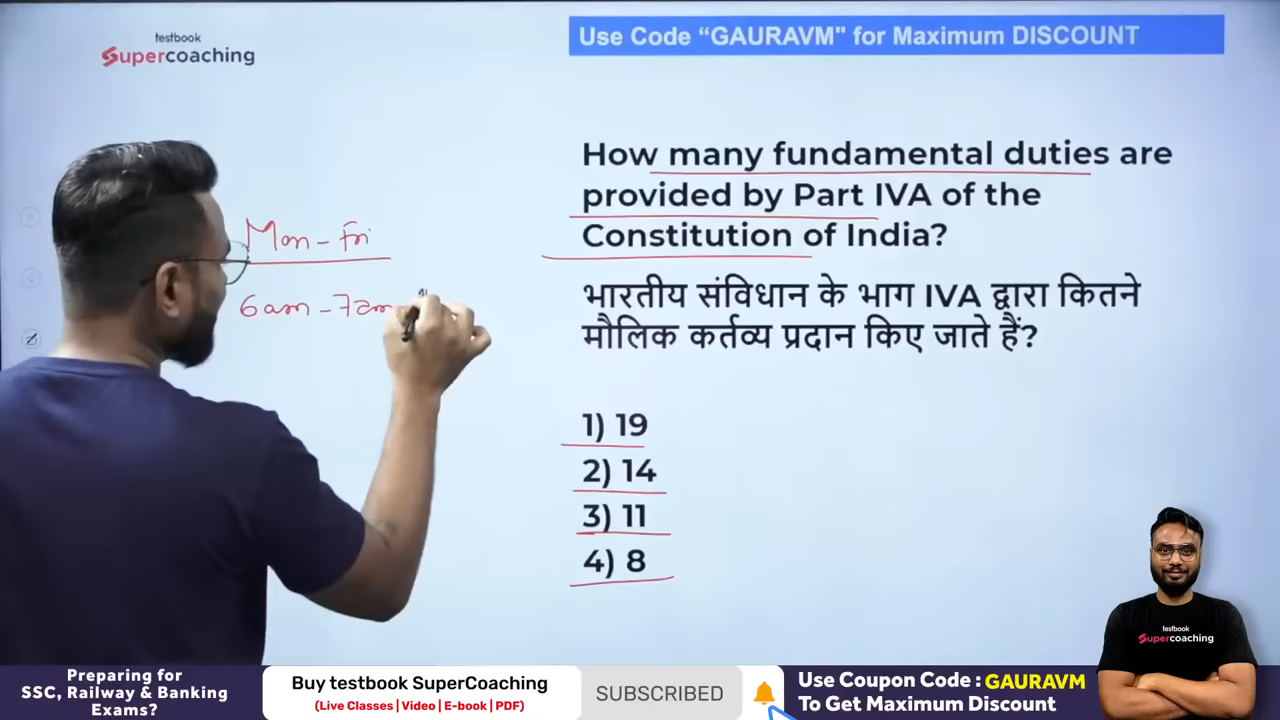 testbook
Supercoaching
Use Code “GAURAVM" for Maximum DISCOUNT
How many fundamental duties are
provided by Part IVA of the
Constitution of India?
भारतीय संविधान के भाग IVA द्वारा कितने
मौलिक कर्तव्य प्रदान किए जाते हैं?
Mon - Fri
6am - 7am
1) 19
2) 14
3) 11
4) 8
testbook
Supercoaching
Preparing for
SSC, Railway & Banking
Exams?
Buy testbook SuperCoaching
(Live Classes | Video | E-book | PDF)
SUBSCRIBED
Use Coupon Code : GAURAVM
To Get Maximum Discount